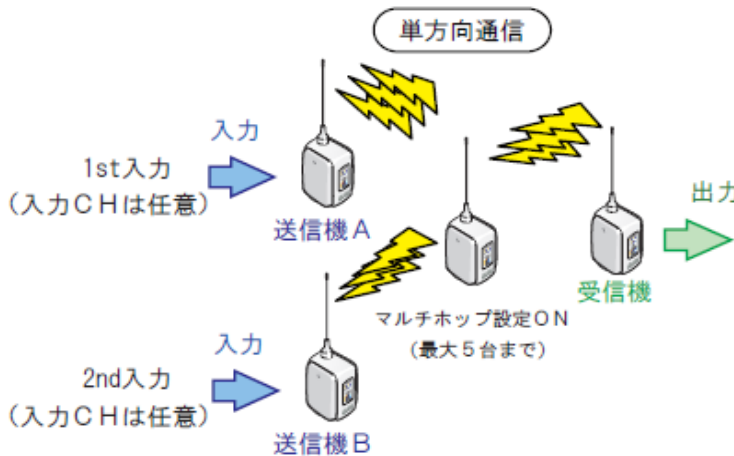 単方向通信
入力
1st入力
(入力CHは任意)
送信機A
出力
受信機
マルチホップ設定ON
(最大5台まで)
入力
2nd入力
(入力CHは任意)
送信機B